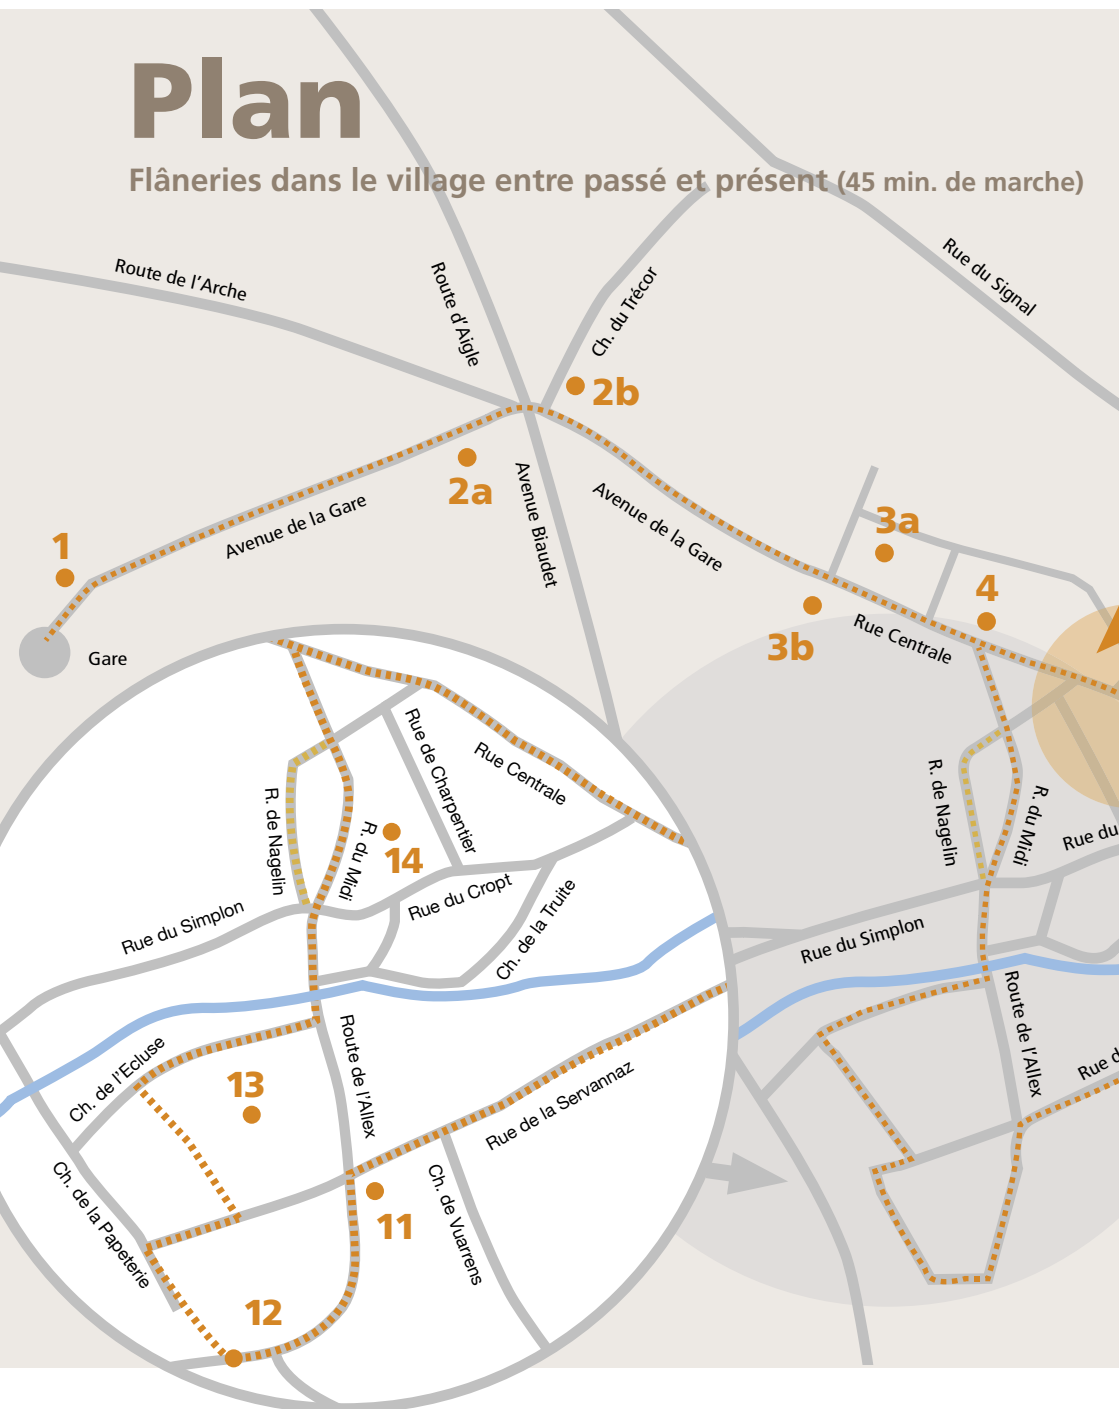 Plan
Flâneries dans le village entre passé et présent (45 min. de marche)
Route de l'Arche
Route d'Aigle
Ch. du Trécor
Rue du Signal
2b
2a
Avenue de la Gare
Avenue Biaudet
Avenue de la Gare
3a
1
4
3b
Rue Centrale
Gare
Rue de Charpentier
Rue Centrale
R. de Nagelin
R. du Midi
14
R. de Nagelin
R. du Midi
Rue du
Rue du Simplon
Rue du Cropt
Ch. de la Truite
Rue du Simplon
Ch. de l'Ecluse
13
Route de l'Allex
Route de l'Allex
Rue d
Rue de la Servannaz
Ch. de la Papeterie
11
Ch. de Vuarrens
12